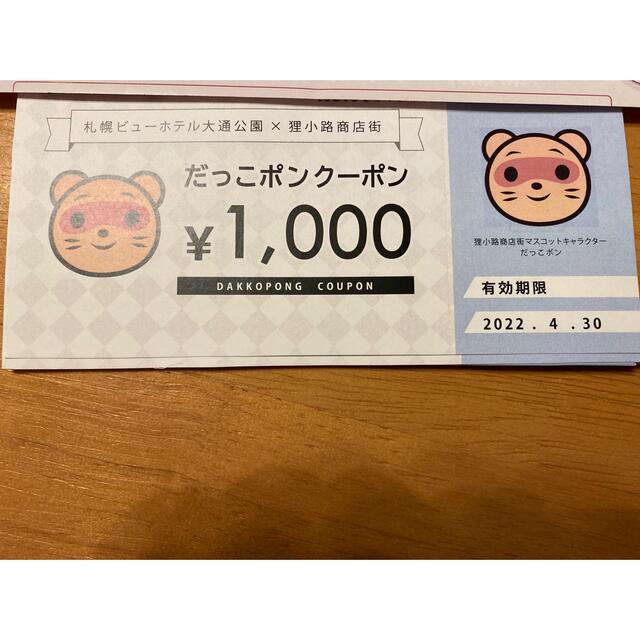 札幌ビューホテル大通公園 × 狸小路商店街
だっこポンクーポン
¥1,000
DAKKOPONG COUPON
狸小路商店街マスコットキャラクター
だっこポン
有効期限
2022 . 4 . 30